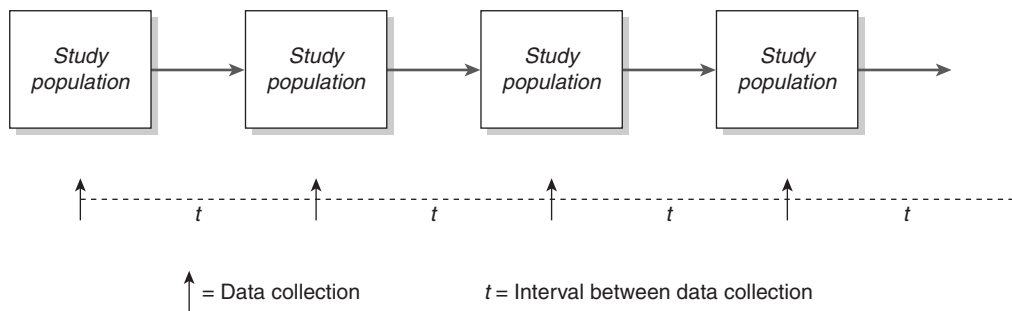 Study
population
Study
population
Study
population
Study
population
t
t
t
t
= Data collection
t = Interval between data collection